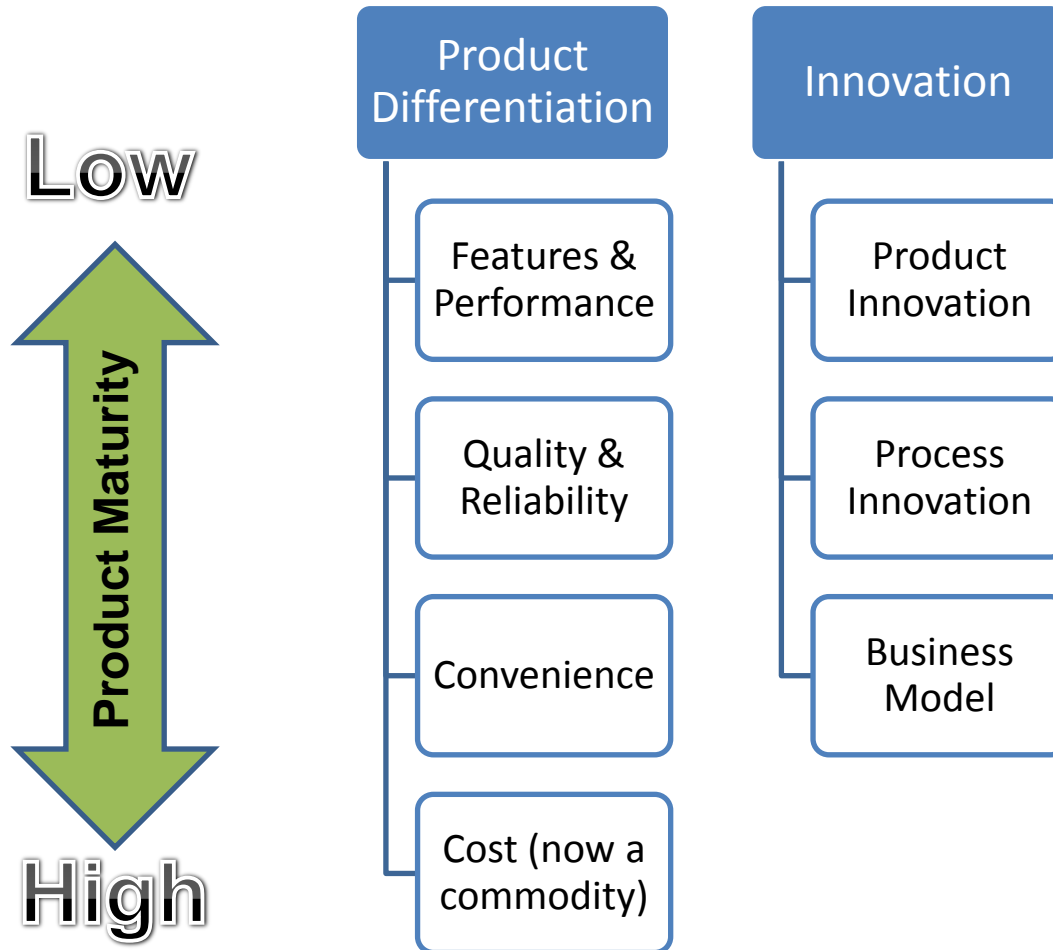 Product
Differentiation
Innovation
Low
Features &
Performance
Product
Innovation
Product Maturity
Quality &
Reliability
Process
Innovation
Convenience
Business
Model
Cost (now a
commodity)
High